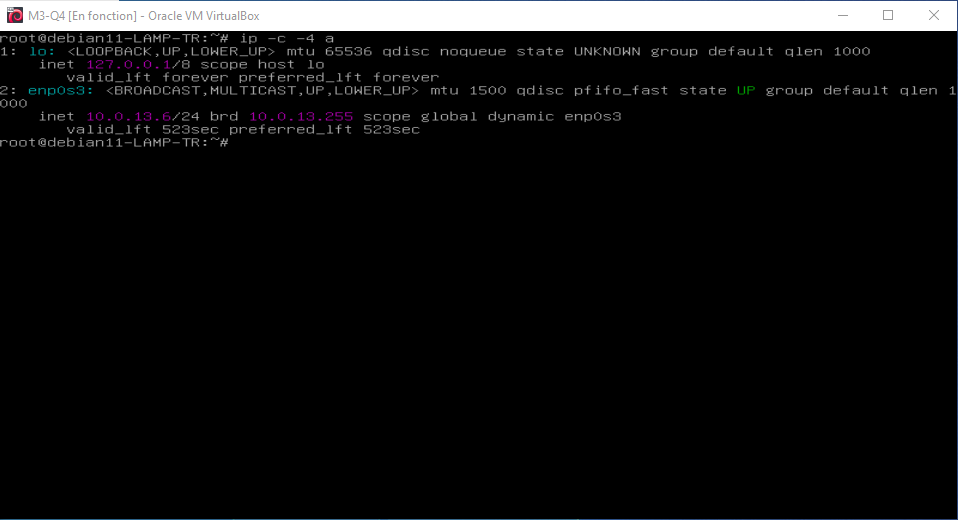 M3-Q4 [En fonction] - Oracle VM VirtualBox
root@debian11-LAMP-TR:~# ip -c -4 a
1: lo: <LOOPBACK,UP,LOWER_UP> mtu 65536 qdisc noqueue state UNKNOWN group default qlen 1000
    inet 127.0.0.1/8 scope host lo
       valid_lft forever preferred_lft forever
2: enp0s3: <BROADCAST,MULTICAST,UP,LOWER_UP> mtu 1500 qdisc pfifo_fast state UP group default qlen 1
000
    inet 10.0.13.6/24 brd 10.0.13.255 scope global dynamic enp0s3
       valid_lft 523sec preferred_lft 523sec
root@debian11-LAMP-TR:~#